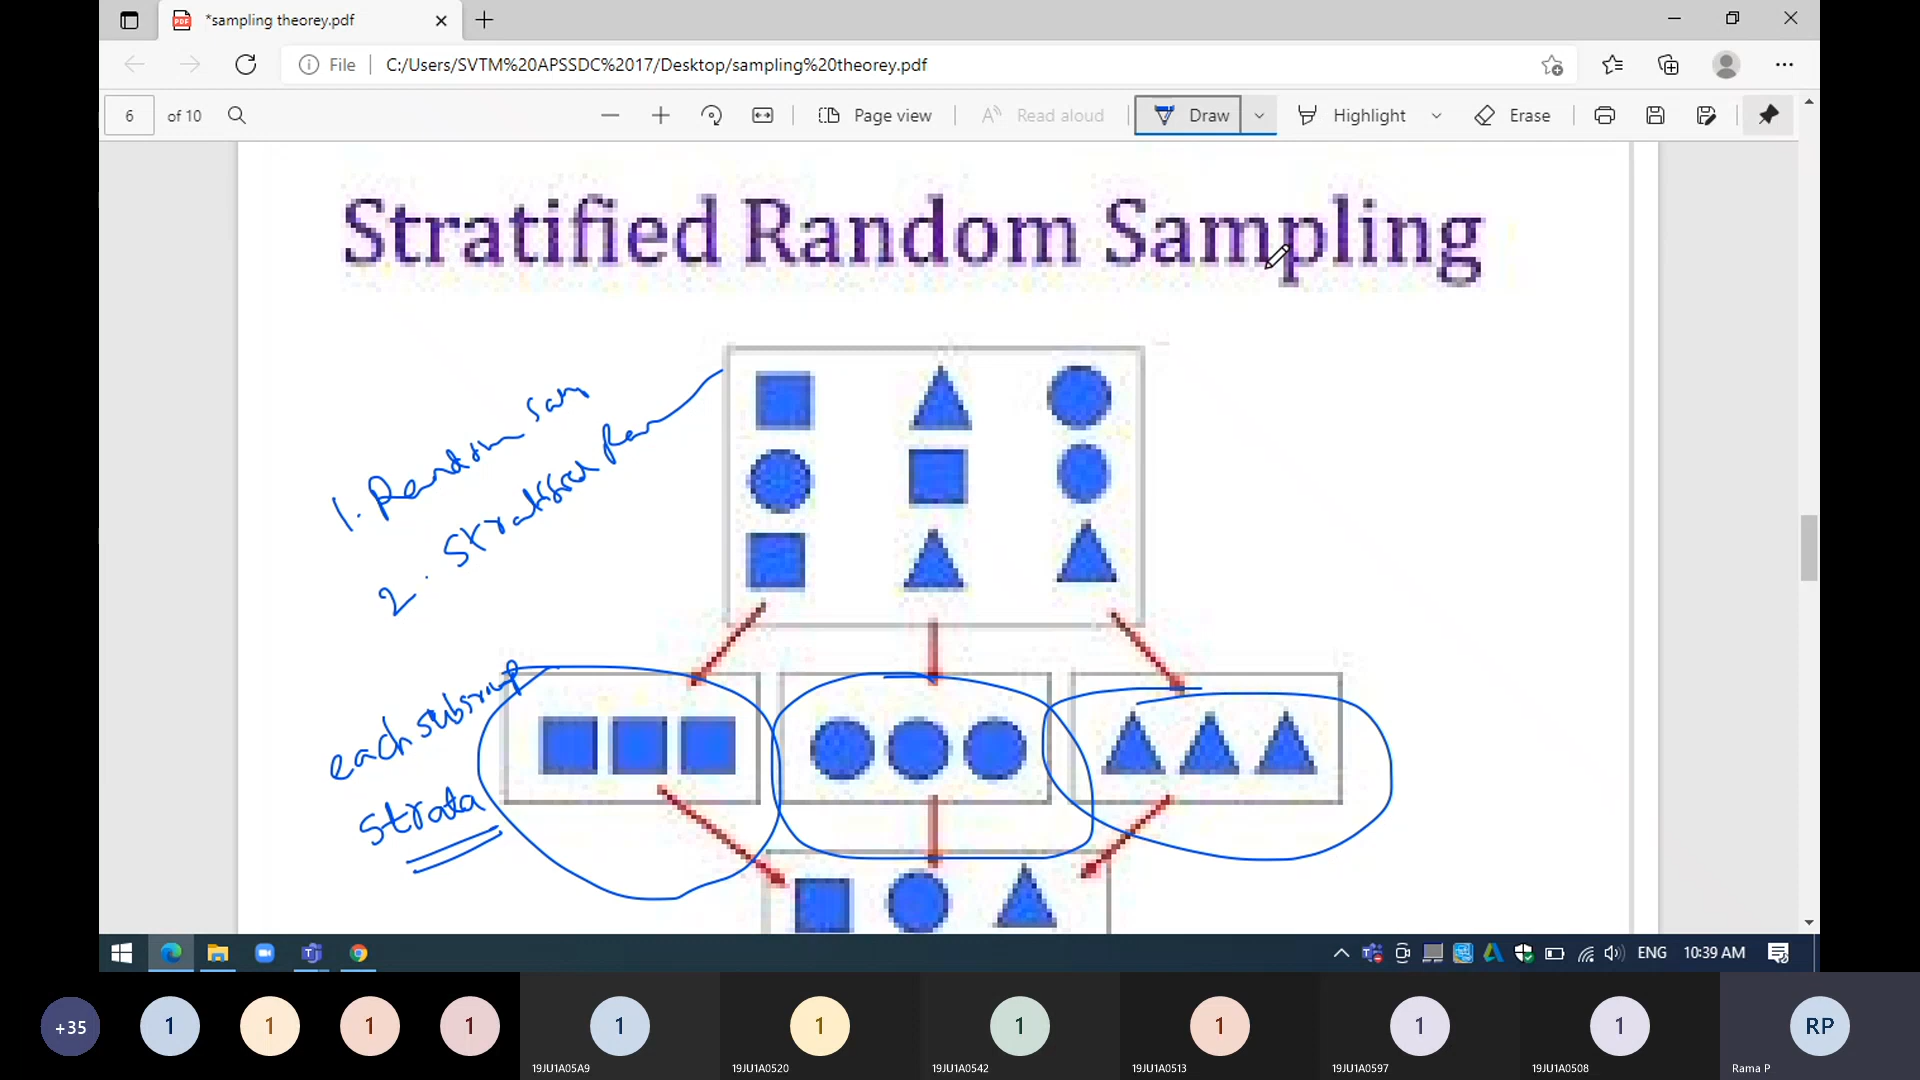 *sampling theorey.pdf
File
C:/Users/SVTM%20APSSDC%2017/Desktop/sampling%20theorey.pdf
6 of 10
Page view
Read aloud
Draw
Highlight
Erase
Stratified Random Sampling
1. Random sam
2. Stratified Ran
each subgroup
strata
ENG 10:39 AM
+35 1 1 1 1 1 1 1 1 1 1 RP
19JU1A05A9 19JU1A0520 19JU1A0542 19JU1A0513 19JU1A0597 19JU1A0508 Rama P